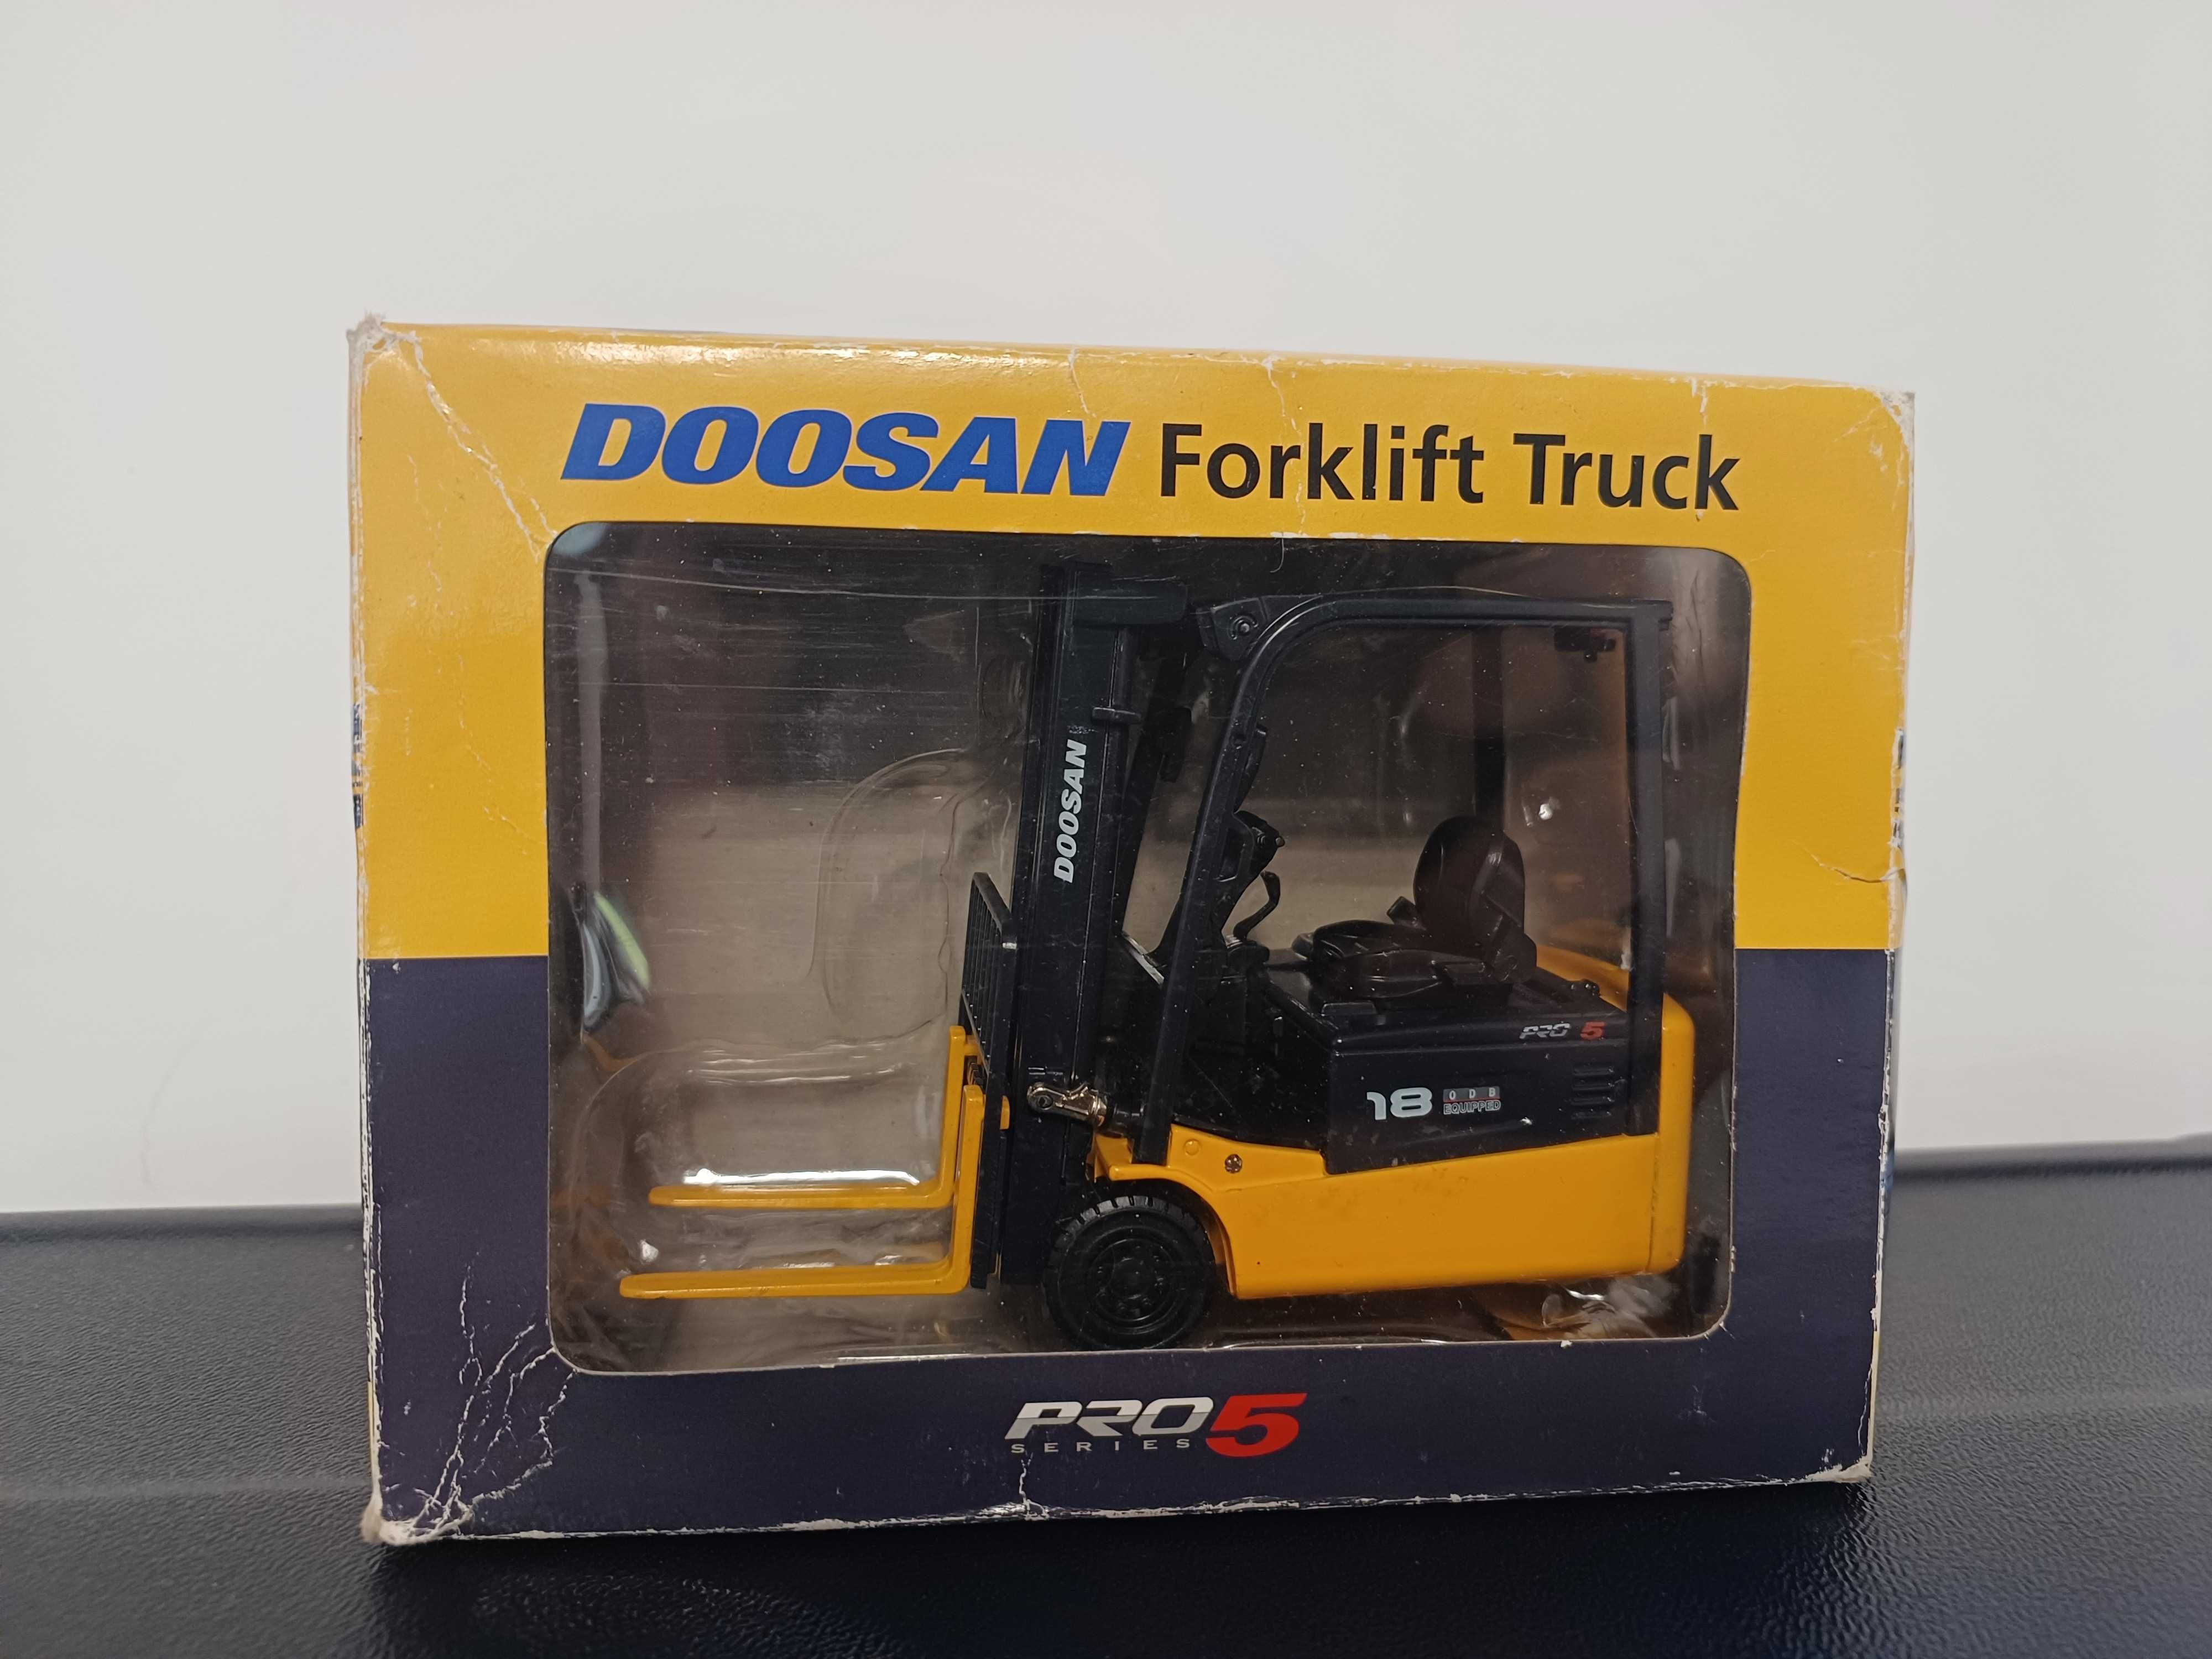 DOOSAN Forklift Truck
DOOSAN
PRO 5
18 ODB
EQUIPPED
PRO 5
SERIES